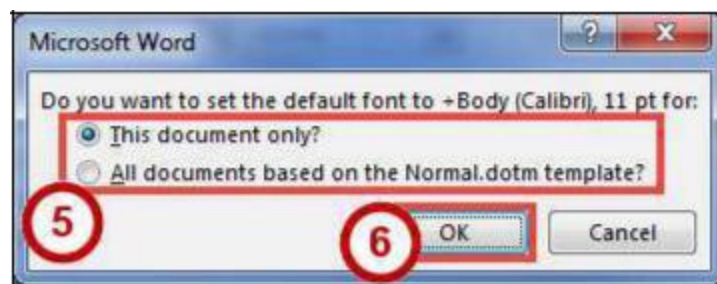 Microsoft Word
?
X
Do you want to set the default font to +Body (Calibri), 11 pt for:
This document only?
All documents based on the Normal.dotm template?
5
6
OK
Cancel